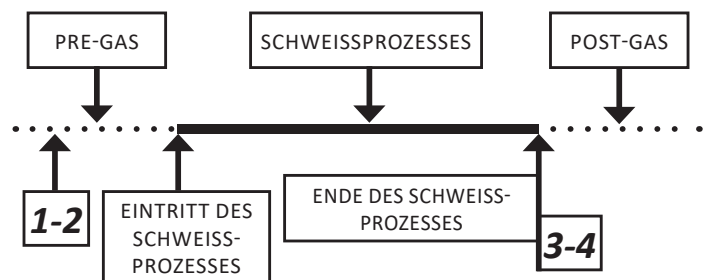 PRE-GAS
SCHWEISSPROZESSES
POST-GAS
1-2
EINTRITT DES
SCHWEISS-
PROZESSES
ENDE DES SCHWEISS-
PROZESSES
3-4